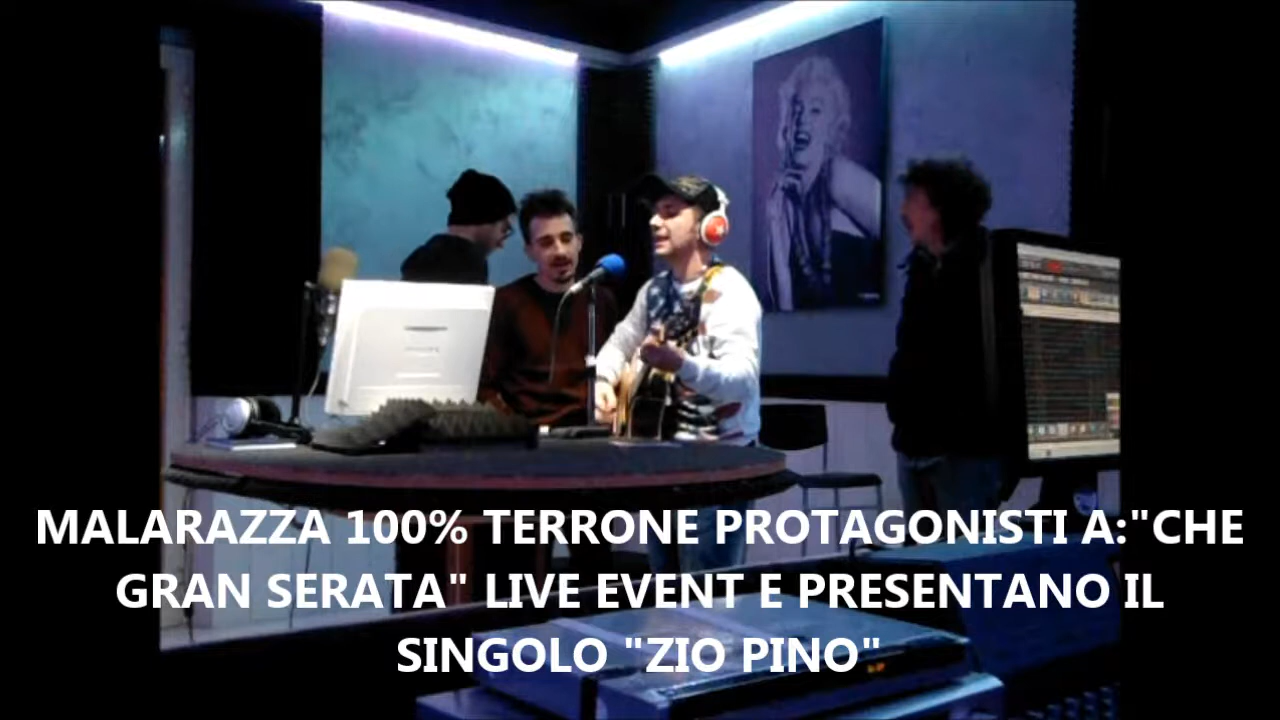 MALARAZZA 100% TERRONE PROTAGONISTI A:"CHE
GRAN SERATA" LIVE EVENT E PRESENTANO IL
SINGOLO "ZIO PINO"